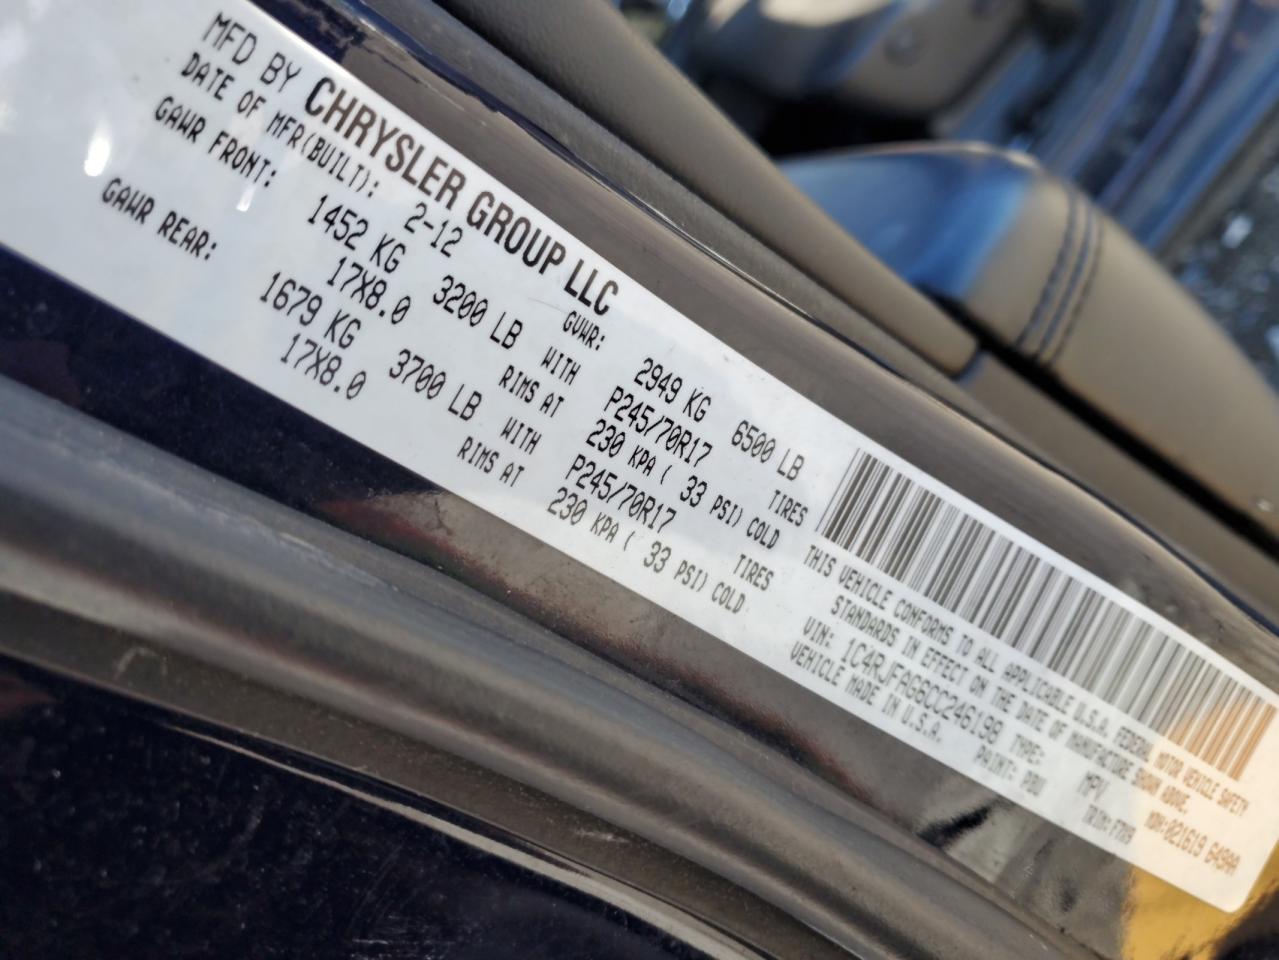 MFD BY CHRYSLER GROUP LLC
DATE OF MFR(BUILT): 2-12 GVWR: 2949 KG 6500 LB
GAWR FRONT: 1452 KG 3200 LB WITH P245/70R17 TIRES
17X8.0 RIMS AT 230 KPA ( 33 PSI) COLD
GAWR REAR: 1679 KG 3700 LB WITH P245/70R17 TIRES
17X8.0 RIMS AT 230 KPA ( 33 PSI) COLD
THIS VEHICLE CONFORMS TO ALL APPLICABLE U.S.A. FEDERAL MOTOR VEHICLE SAFETY
STANDARDS IN EFFECT ON THE DATE OF MANUFACTURE SHOWN ABOVE.
VIN: 1C4RJFAG6CC246198 TYPE: MPV MDH:021619
VEHICLE MADE IN U.S.A. PAINT: TRIM: